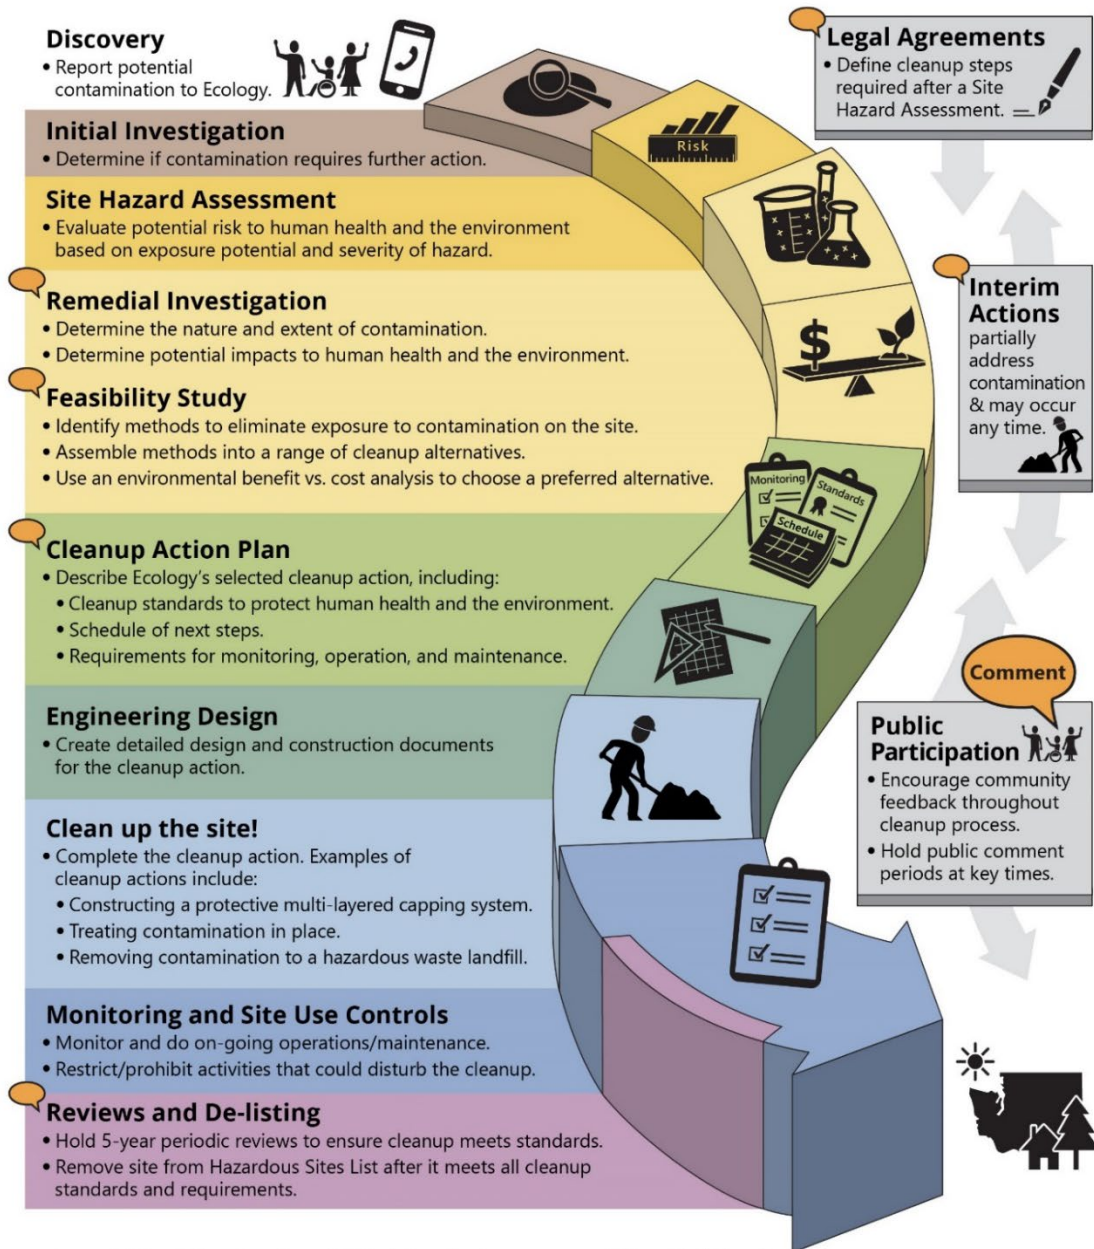 Discovery
• Report potential
contamination to Ecology.
Initial Investigation
• Determine if contamination requires further action.
Site Hazard Assessment
• Evaluate potential risk to human health and the environment
based on exposure potential and severity of hazard.
Remedial Investigation
• Determine the nature and extent of contamination.
• Determine potential impacts to human health and the environment.
Feasibility Study
• Identify methods to eliminate exposure to contamination on the site.
• Assemble methods into a range of cleanup alternatives.
• Use an environmental benefit vs. cost analysis to choose a preferred alternative.
Cleanup Action Plan
• Describe Ecology's selected cleanup action, including:
• Cleanup standards to protect human health and the environment.
• Schedule of next steps.
• Requirements for monitoring, operation, and maintenance.
Engineering Design
• Create detailed design and construction documents
for the cleanup action.
Clean up the site!
• Complete the cleanup action. Examples of
cleanup actions include:
• Constructing a protective multi-layered capping system.
• Treating contamination in place.
• Removing contamination to a hazardous waste landfill.
Monitoring and Site Use Controls
• Monitor and do on-going operations/maintenance.
• Restrict/prohibit activities that could disturb the cleanup.
Reviews and De-listing
• Hold 5-year periodic reviews to ensure cleanup meets standards.
• Remove site from Hazardous Sites List after it meets all cleanup
standards and requirements.
Risk
$
Monitoring
Standards
Schedule
Legal Agreements
• Define cleanup steps
required after a Site
Hazard Assessment.
Interim
Actions
partially
address
contamination
& may occur
any time.
Comment
Public
Participation
• Encourage community
feedback throughout
cleanup process.
• Hold public comment
periods at key times.